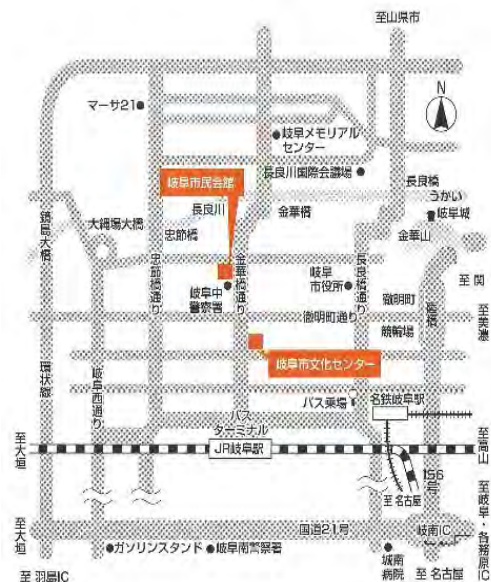 至山県市
N
マーサ21
岐阜メモリアル
センター
岐阜市民会館
長良川国際会議場
長良橋
うかい
長良川
金華橋
岐阜城
大縄場大橋
忠節橋
金華山
鏡島大橋
至 関
忠節橋通り
金華橋通り
岐阜中
警察署
岐阜
市役所
長良橋通り
徹明町
至美濃
徹明町通り
競輪場
岐阜市文化センター
環状線
岐阜西通り
バス乗場
名鉄岐阜駅
バス
ターミナル
JR岐阜駅
至大垣
至高山
156
号
至 名古屋
至岐阜・各務原IC
国道21号
岐南IC
至大垣
ガソリンスタンド
岐阜南警察署
城南
病院
至 名古屋
至 羽島IC